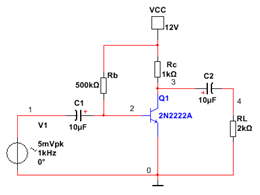 VCC
12V
Rb
500kΩ
Rc
1kΩ
3
C2
10μF
4
Q1
C1
1
2
2N2222A
V1
10μF
RL
2kΩ
5mVpk
1kHz
0°
0